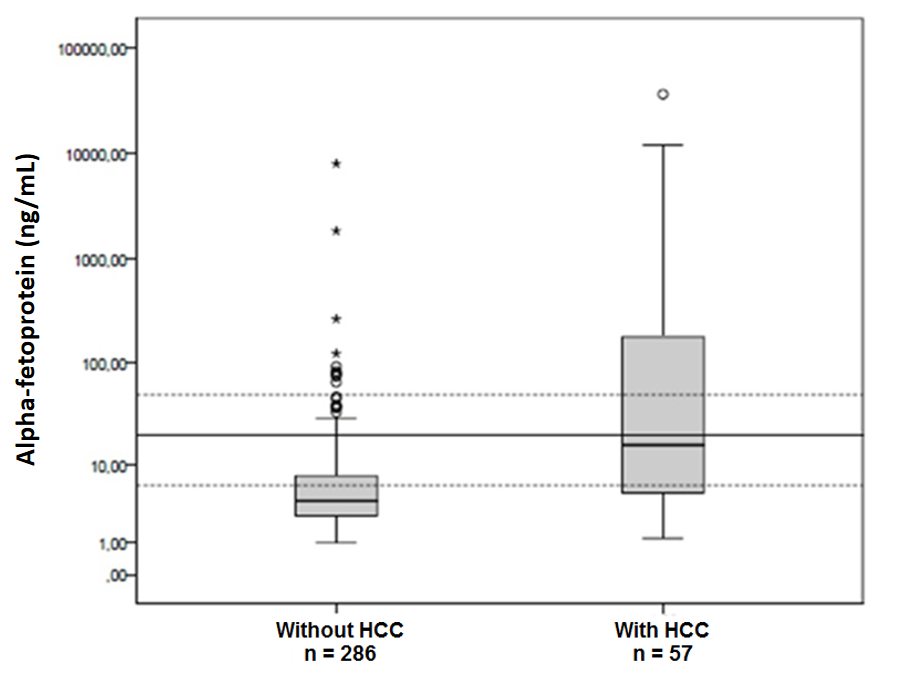 Alpha-fetoprotein (ng/mL)
100000,00
10000,00
1000,00
100,00
10,00
1,00
,00
Without HCC
n = 286
With HCC
n = 57